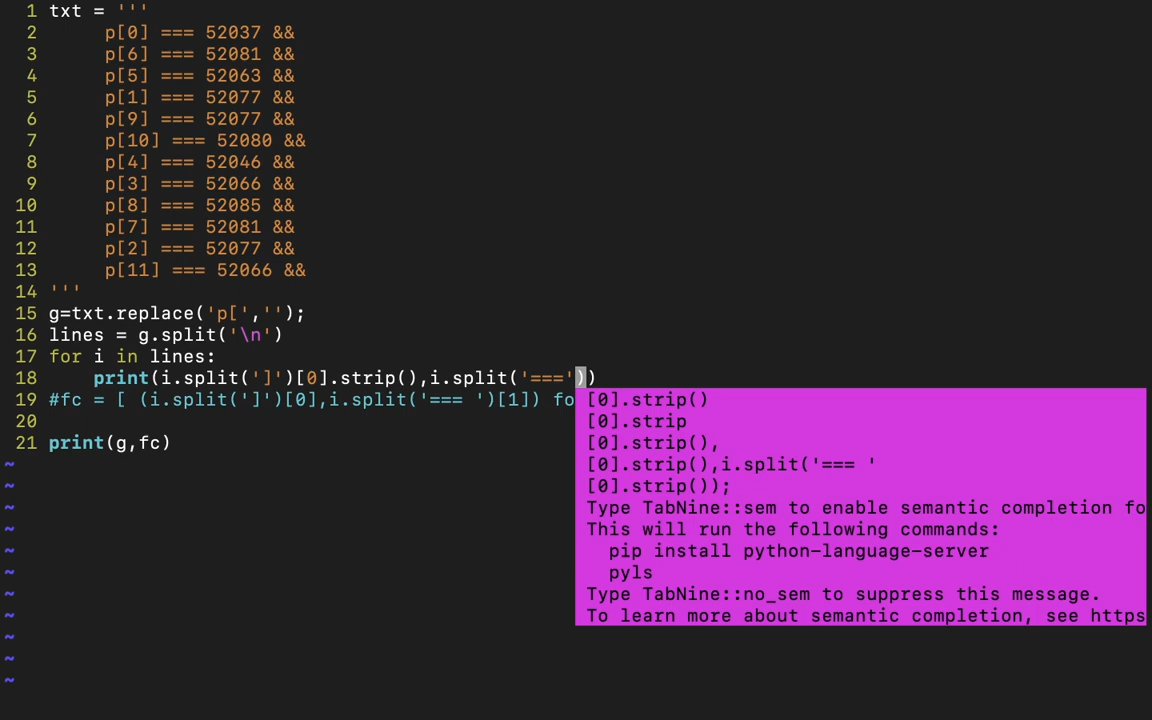 1 txt = '''
2      p[0] === 52037 &&
3      p[6] === 52081 &&
4      p[5] === 52063 &&
5      p[1] === 52077 &&
6      p[9] === 52077 &&
7      p[10] === 52080 &&
8      p[4] === 52046 &&
9      p[3] === 52066 &&
10      p[8] === 52085 &&
11      p[7] === 52081 &&
12      p[2] === 52077 &&
13      p[11] === 52066 &&
14 '''
15 g=txt.replace('p[','');
16 lines = g.split('\n')
17 for i in lines:
18     print(i.split(']')[0].strip(),i.split('==='))
19 #fc = [ (i.split(']')[0],i.split('=== ')[1]) fo
[0].strip()
20
[0].strip
21 print(g,fc)
[0].strip(),
~
[0].strip(),i.split('=== '
~
[0].strip());
~
Type TabNine::sem to enable semantic completion fo
~
This will run the following commands:
~
pip install python-language-server
~
pyls
~
Type TabNine::no_sem to suppress this message.
~
To learn more about semantic completion, see https
~
~
~
~